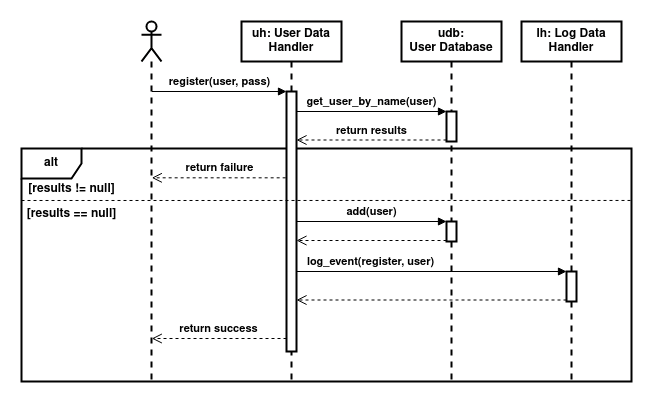 uh: User Data
Handler
udb:
User Database
lh: Log Data
Handler
register(user, pass)
get_user_by_name(user)
return results
alt
return failure
[results != null]
[results == null]
add(user)
log_event(register, user)
return success